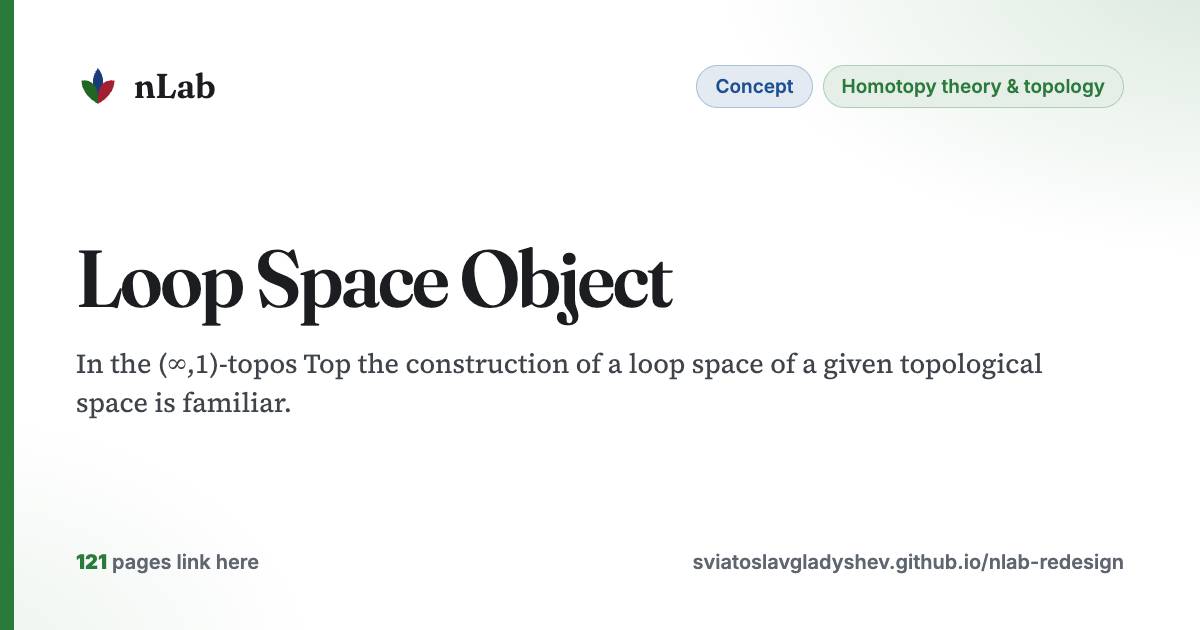 nLab
Concept
Homotopy theory & topology
Loop Space Object
In the (∞,1)-topos Top the construction of a loop space of a given topological
space is familiar.
121 pages link here
sviatoslavgladyshev.github.io/nlab-redesign